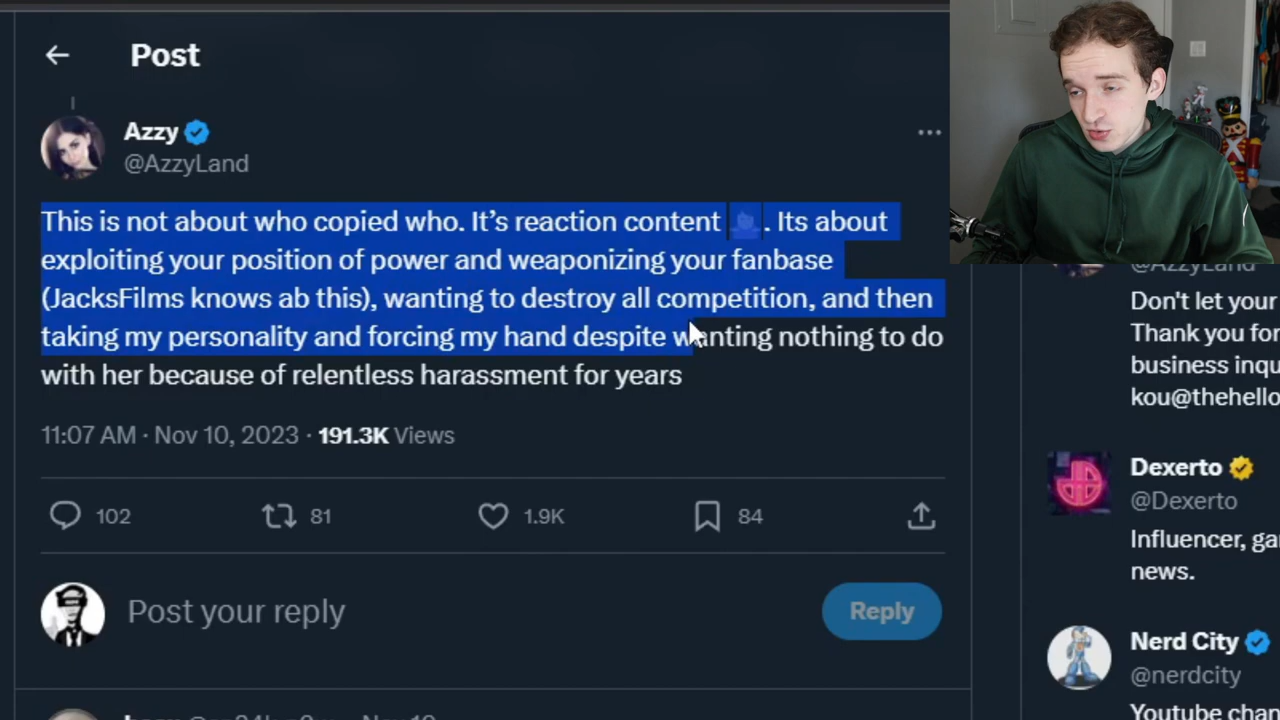 Post
Azzy
@AzzyLand
This is not about who copied who. It’s reaction content . Its about
exploiting your position of power and weaponizing your fanbase
(JacksFilms knows ab this), wanting to destroy all competition, and then
taking my personality and forcing my hand despite wanting nothing to do
with her because of relentless harassment for years
11:07 AM · Nov 10, 2023 · 191.3K Views
102
81
1.9K
84
Post your reply
Reply
@AzzyLand
Don't let your
Thank you for
business inqu
kou@thehello
Dexerto
@Dexerto
Influencer, ga
news.
Nerd City
@nerdcity
Youtube chan